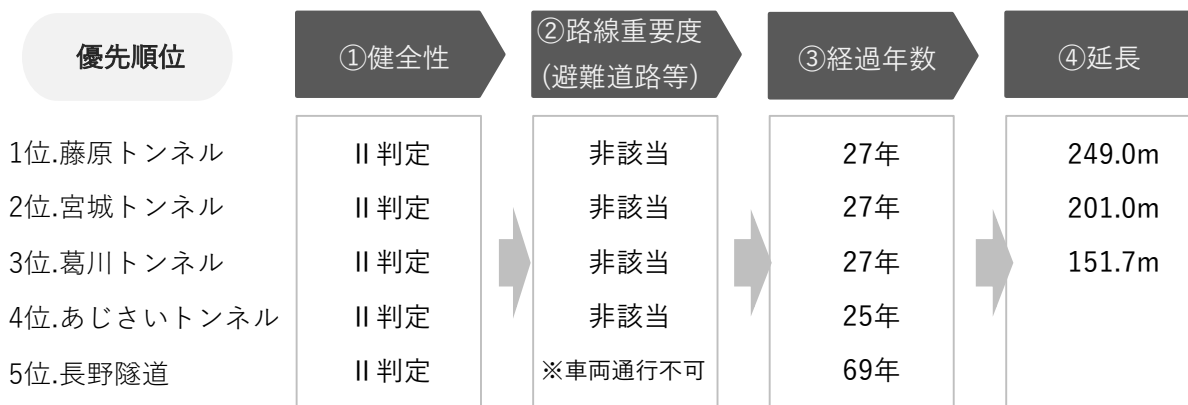 優先順位
①健全性
②路線重要度
(避難道路等)
③経過年数
④延長
1位.藤原トンネル Ⅱ判定 非該当 27年 249.0m
2位.宮城トンネル Ⅱ判定 非該当 27年 201.0m
3位.葛川トンネル Ⅱ判定 非該当 27年 151.7m
4位.あじさいトンネル Ⅱ判定 非該当 25年
5位.長野隧道 Ⅱ判定 ※車両通行不可 69年